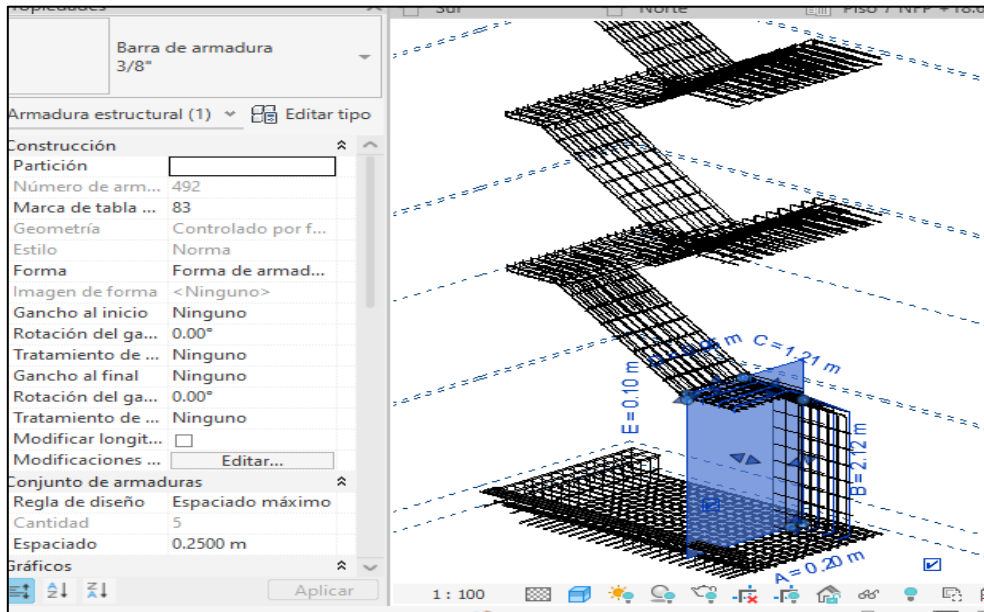 Propiedades
Sur
Norte
Piso 7 NFP +18.0
Barra de armadura
3/8"
Armadura estructural (1)
Editar tipo
Construcción
Partición
Número de arm... 492
Marca de tabla ... 83
Geometría Controlado por f...
Estilo Norma
Forma Forma de armad...
Imagen de forma <Ninguno>
Gancho al inicio Ninguno
Rotación del ga... 0.00°
Tratamiento de ... Ninguno
Gancho al final Ninguno
Rotación del ga... 0.00°
Tratamiento de ... Ninguno
Modificar longit...
Modificaciones ... Editar...
Conjunto de armaduras
Regla de diseño Espaciado máximo
Cantidad 5
Espaciado 0.2500 m
Gráficos
Aplicar
C = 1.21 m
E = 0.10 m
B = 2.12 m
A = 0.20 m
1 : 100